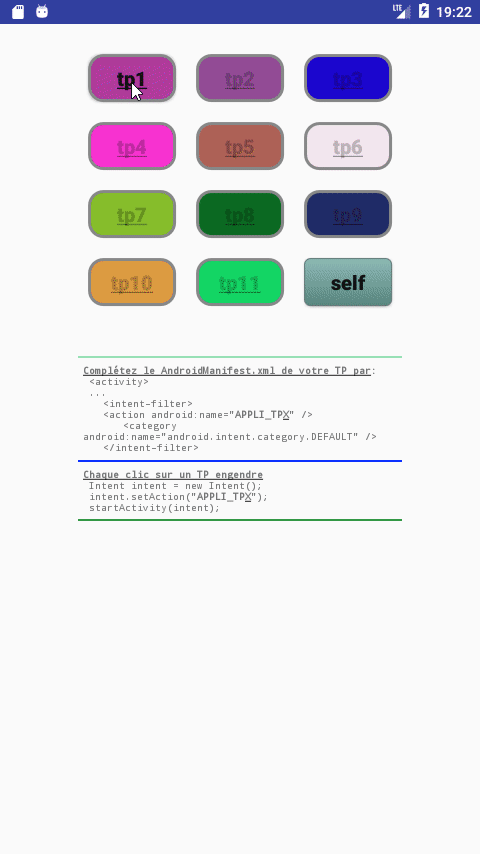 LTE 19:22
tp1 tp2 tp3
tp4 tp5 tp6
tp7 tp8 tp9
tp10 tp11 self
Complétez le AndroidManifest.xml de votre TP par:
<activity>
...
<intent-filter>
<action android:name="APPLI_TPX" />
<category
android:name="android.intent.category.DEFAULT" />
</intent-filter>
Chaque clic sur un TP engendre
Intent intent = new Intent();
intent.setAction("APPLI_TPX");
startActivity(intent);